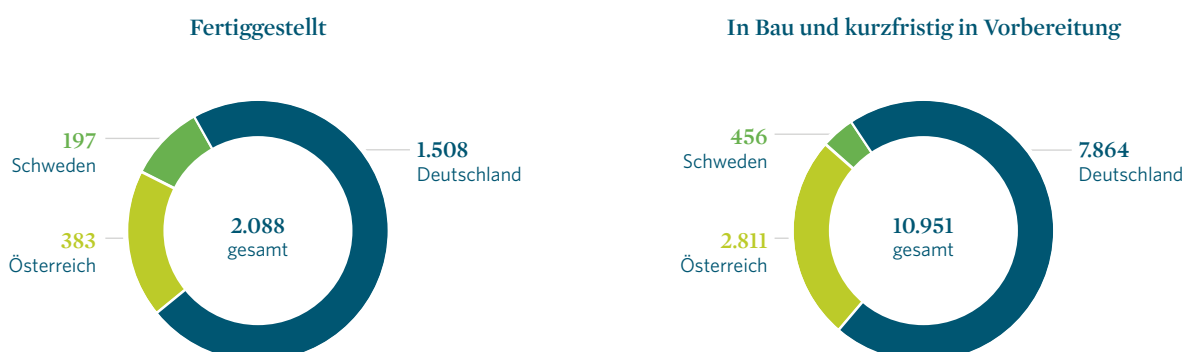 Fertiggestellt
197
Schweden
383
Österreich
1.508
Deutschland
2.088
gesamt
In Bau und kurzfristig in Vorbereitung
456
Schweden
2.811
Österreich
7.864
Deutschland
10.951
gesamt